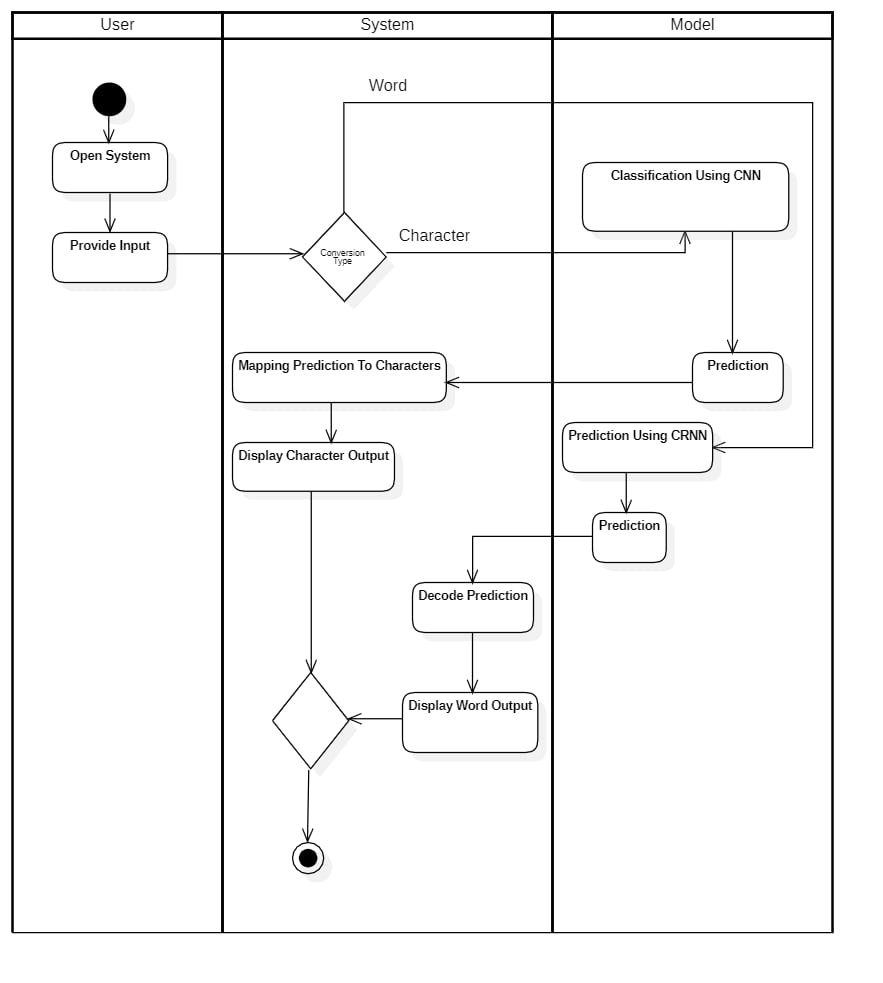 User
System
Model
Word
Open System
Classification Using CNN
Provide Input
Character
Conversion
Type
Mapping Prediction To Characters
Prediction
Prediction Using CRNN
Display Character Output
Prediction
Decode Prediction
Display Word Output